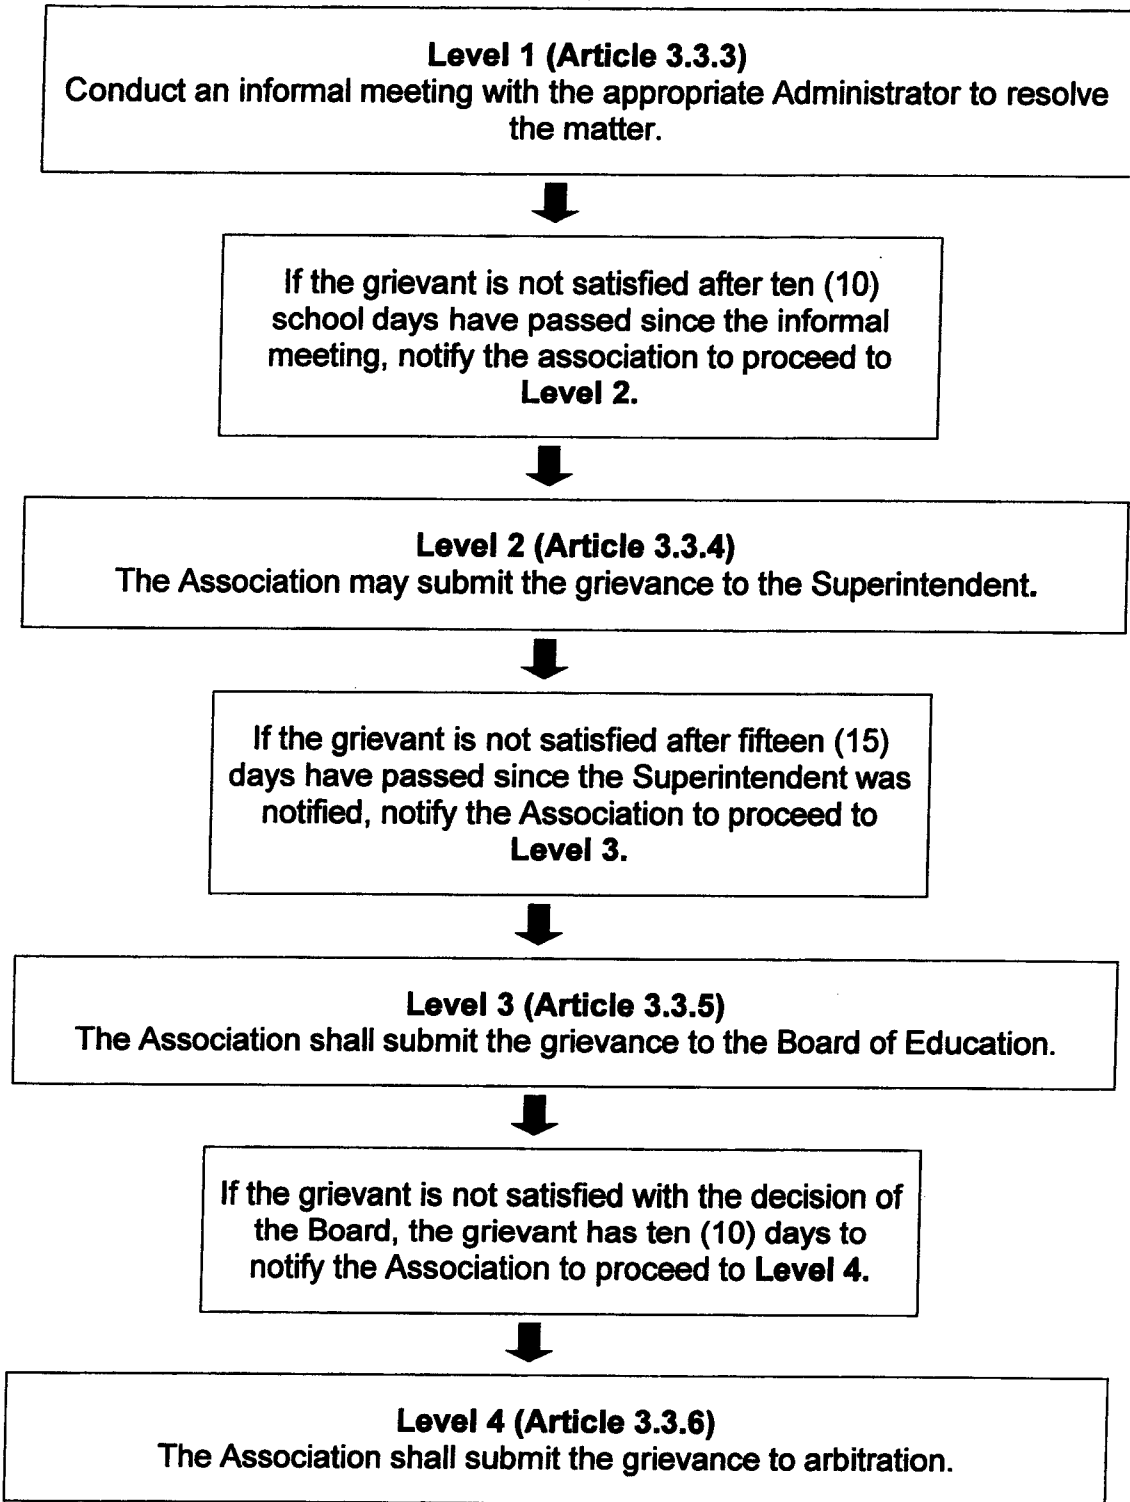 Level 1 (Article 3.3.3)
Conduct an informal meeting with the appropriate Administrator to resolve
the matter.
If the grievant is not satisfied after ten (10)
school days have passed since the informal
meeting, notify the association to proceed to
Level 2.
Level 2 (Article 3.3.4)
The Association may submit the grievance to the Superintendent.
If the grievant is not satisfied after fifteen (15)
days have passed since the Superintendent was
notified, notify the Association to proceed to
Level 3.
Level 3 (Article 3.3.5)
The Association shall submit the grievance to the Board of Education.
If the grievant is not satisfied with the decision of
the Board, the grievant has ten (10) days to
notify the Association to proceed to Level 4.
Level 4 (Article 3.3.6)
The Association shall submit the grievance to arbitration.